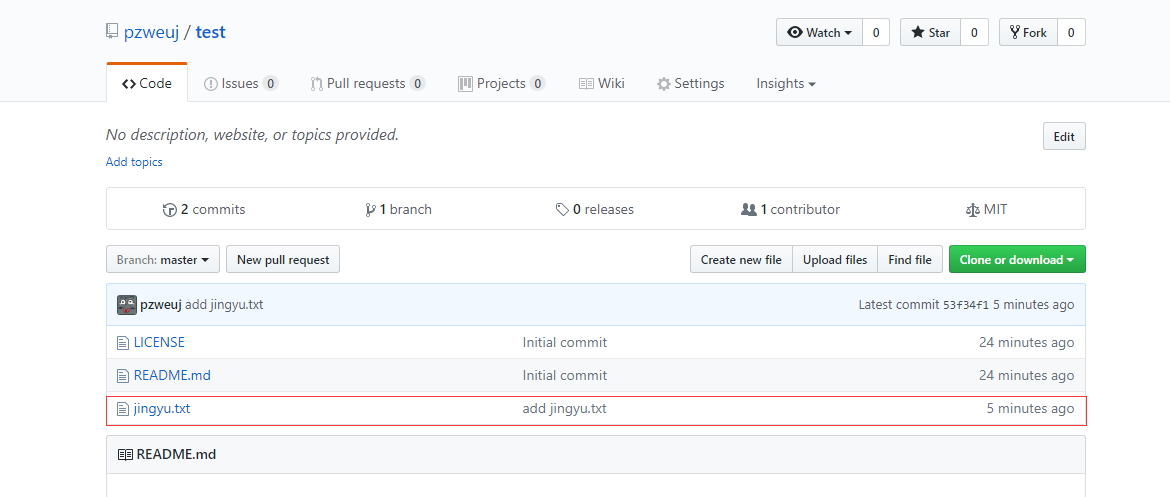 pzweuj / test Watch 0 Star 0 Fork 0
Code Issues 0 Pull requests 0 Projects 0 Wiki Settings Insights
No description, website, or topics provided. Edit
Add topics
2 commits 1 branch 0 releases 1 contributor MIT
Branch: master New pull request Create new file Upload files Find file Clone or download
pzweuj add jingyu.txt Latest commit 53f34f1 5 minutes ago
LICENSE Initial commit 24 minutes ago
README.md Initial commit 24 minutes ago
jingyu.txt add jingyu.txt 5 minutes ago
README.md